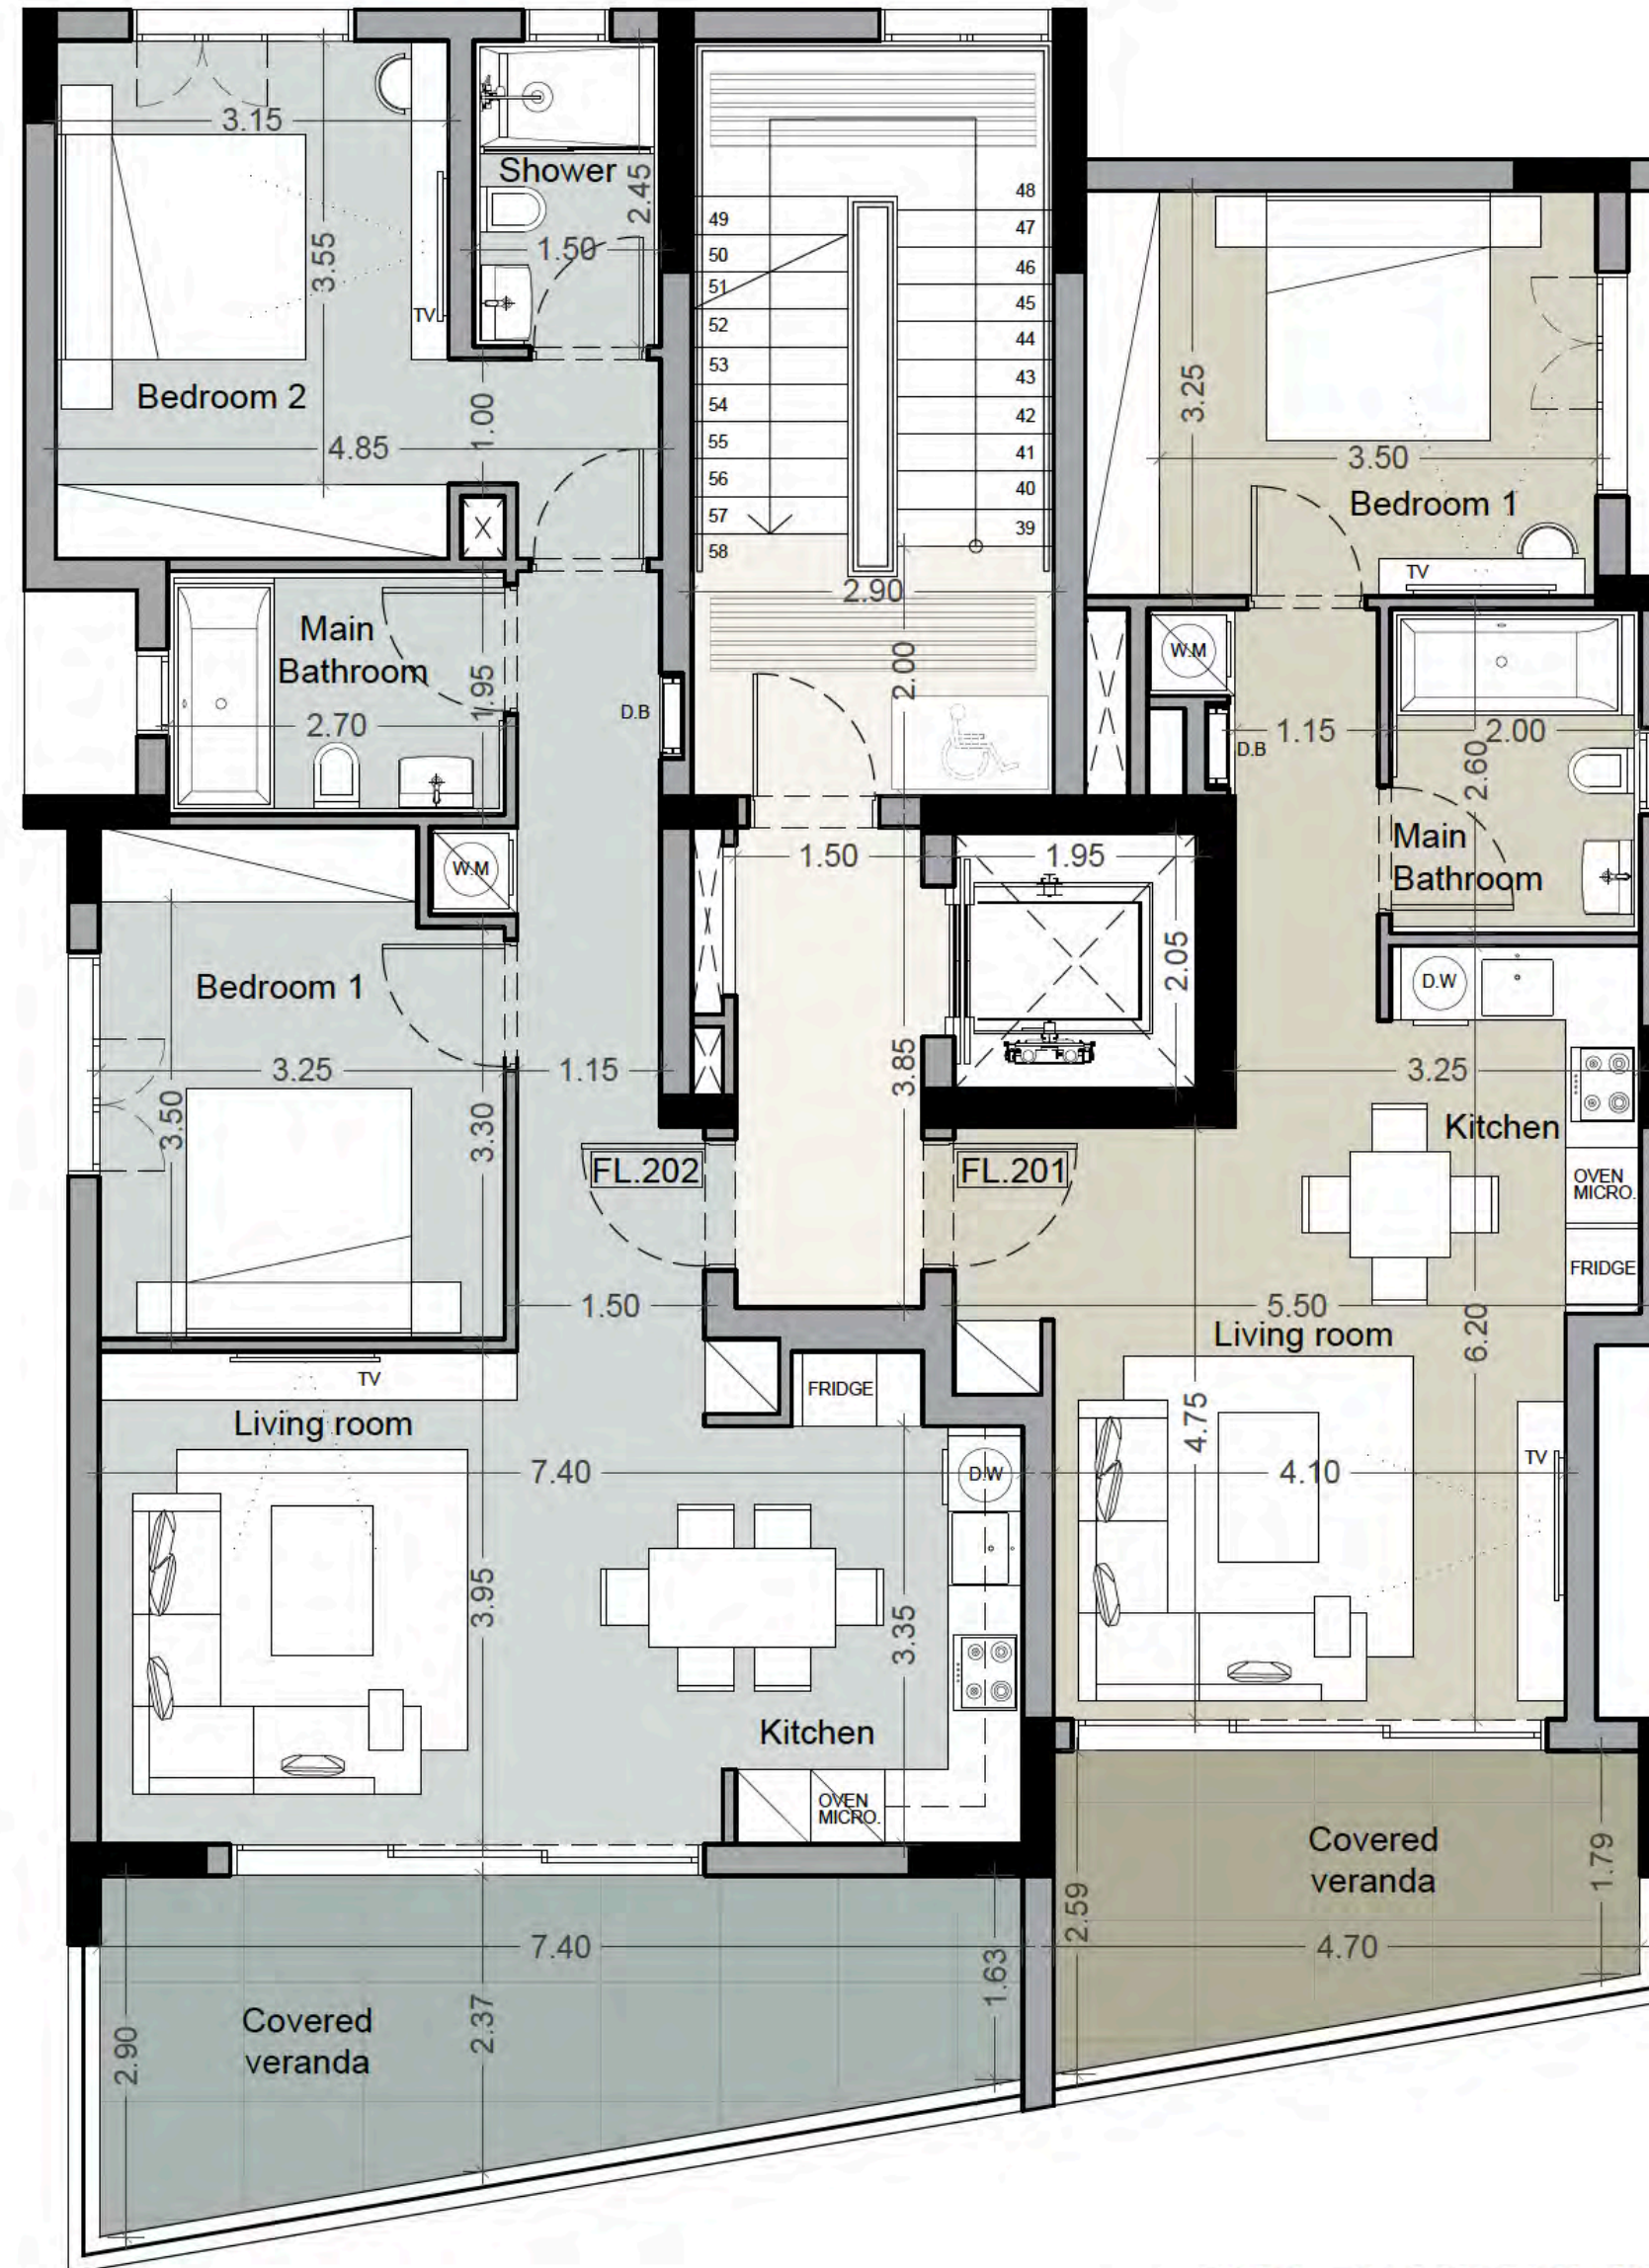 3.15
Shower
2.45
1.50
3.55
TV
Bedroom 2
1.00
4.85
X
49
50
51
52
53
54
55
56
57
58
48
47
46
45
44
43
42
41
40
39
2.90
2.00
3.25
3.50
Bedroom 1
TV
Main
Bathroom
1.95
2.70
D.B
W.M
D.B
1.15
2.00
2.60
Main
Bathroom
W.M
Bedroom 1
3.25
1.15
3.50
3.30
1.50
1.95
2.05
3.85
D.W
3.25
Kitchen
OVEN
MICRO.
FRIDGE
FL.202
FL.201
1.50
5.50
Living room
6.20
TV
Living room
FRIDGE
7.40
D.W
3.95
3.35
Kitchen
OVEN
MICRO.
4.75
4.10
TV
Covered
veranda
1.79
2.59
4.70
7.40
1.63
Covered
veranda
2.37
2.90